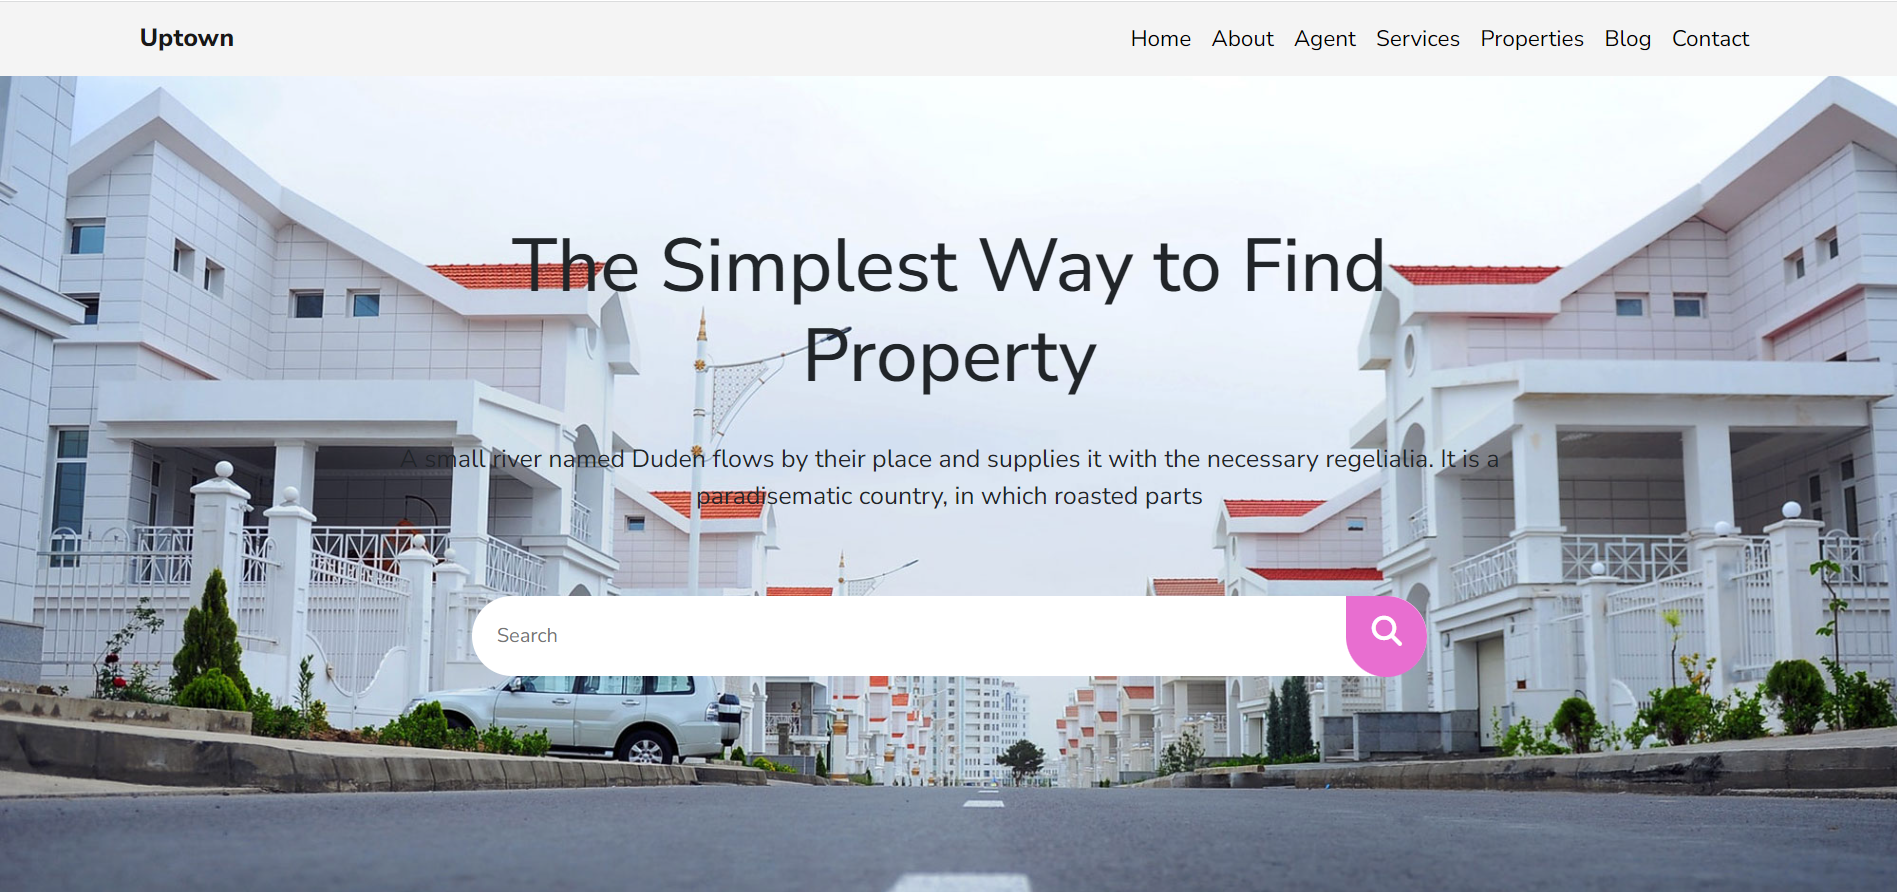 Uptown
Home About Agent Services Properties Blog Contact
The Simplest Way to Find
Property
A small river named Duden flows by their place and supplies it with the necessary regelialia. It is a
paradisematic country, in which roasted parts
Search